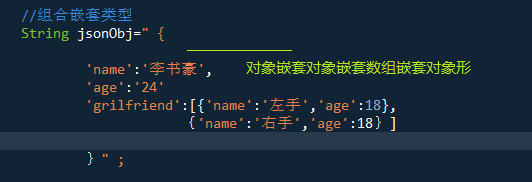 //组合嵌套类型
String jsonObj=" {
'name':'李书豪', 对象嵌套对象嵌套数组嵌套对象形
'age':'24'
'grilfriend':[{'name':'左手','age':18},
{'name':'右手','age':18} ]
} " ;